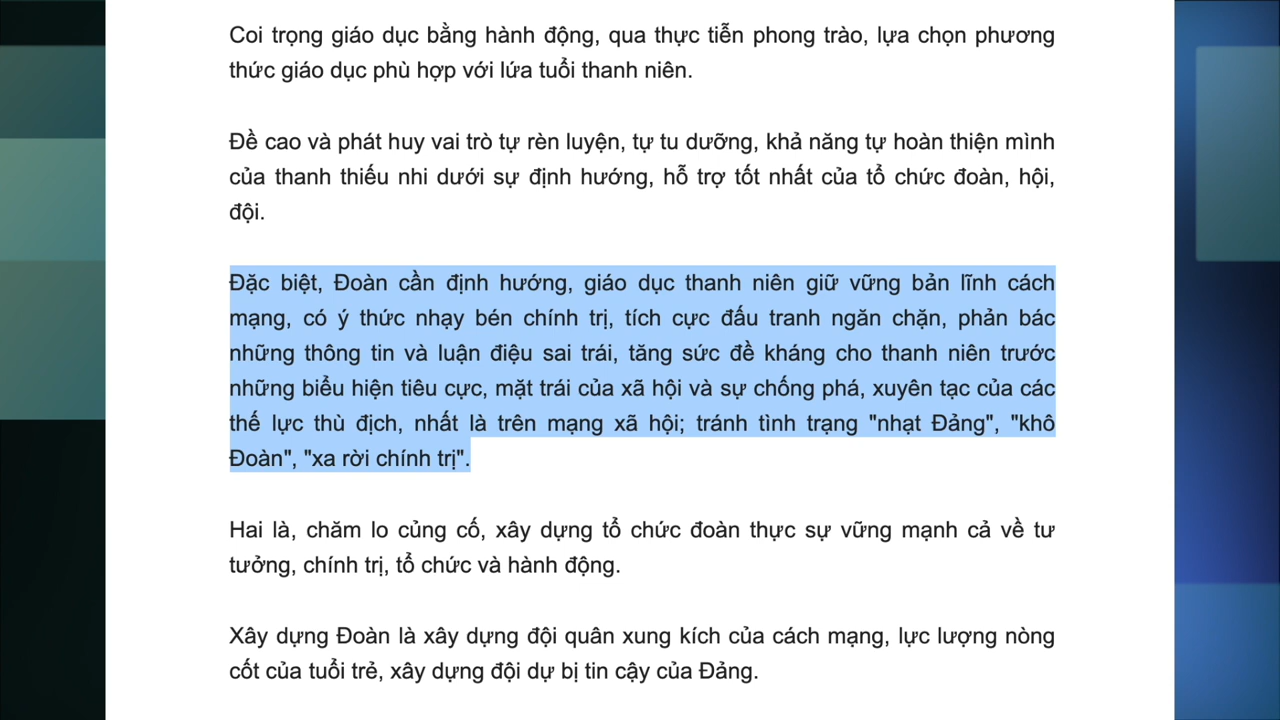 Coi trọng giáo dục bằng hành động, qua thực tiễn phong trào, lựa chọn phương
thức giáo dục phù hợp với lứa tuổi thanh niên.
Đề cao và phát huy vai trò tự rèn luyện, tự tu dưỡng, khả năng tự hoàn thiện mình
của thanh thiếu nhi dưới sự định hướng, hỗ trợ tốt nhất của tổ chức đoàn, hội,
đội.
Đặc biệt, Đoàn cần định hướng, giáo dục thanh niên giữ vững bản lĩnh cách
mạng, có ý thức nhạy bén chính trị, tích cực đấu tranh ngăn chặn, phản bác
những thông tin và luận điệu sai trái, tăng sức đề kháng cho thanh niên trước
những biểu hiện tiêu cực, mặt trái của xã hội và sự chống phá, xuyên tạc của các
thế lực thù địch, nhất là trên mạng xã hội; tránh tình trạng "nhạt Đảng", "khô
Đoàn", "xa rời chính trị".
Hai là, chăm lo củng cố, xây dựng tổ chức đoàn thực sự vững mạnh cả về tư
tưởng, chính trị, tổ chức và hành động.
Xây dựng Đoàn là xây dựng đội quân xung kích của cách mạng, lực lượng nòng
cốt của tuổi trẻ, xây dựng đội dự bị tin cậy của Đảng.